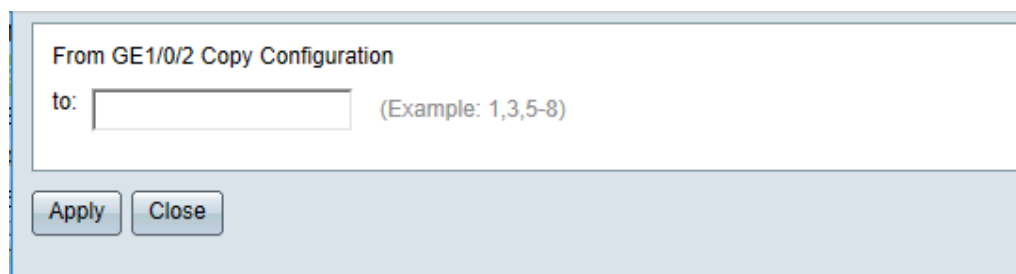 From GE1/0/2 Copy Configuration
to: (Example: 1,3,5-8)
Apply Close